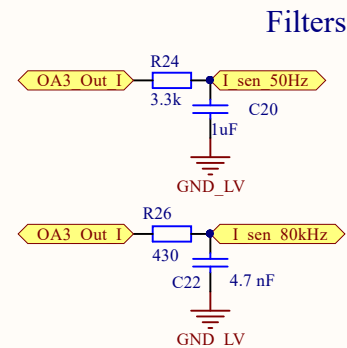 Filters
R24
OA3_Out_I
I_sen_50Hz
3.3k
C20
1uF
GND_LV
R26
OA3_Out_I
I_sen_80kHz
430
C22
4.7 nF
GND_LV